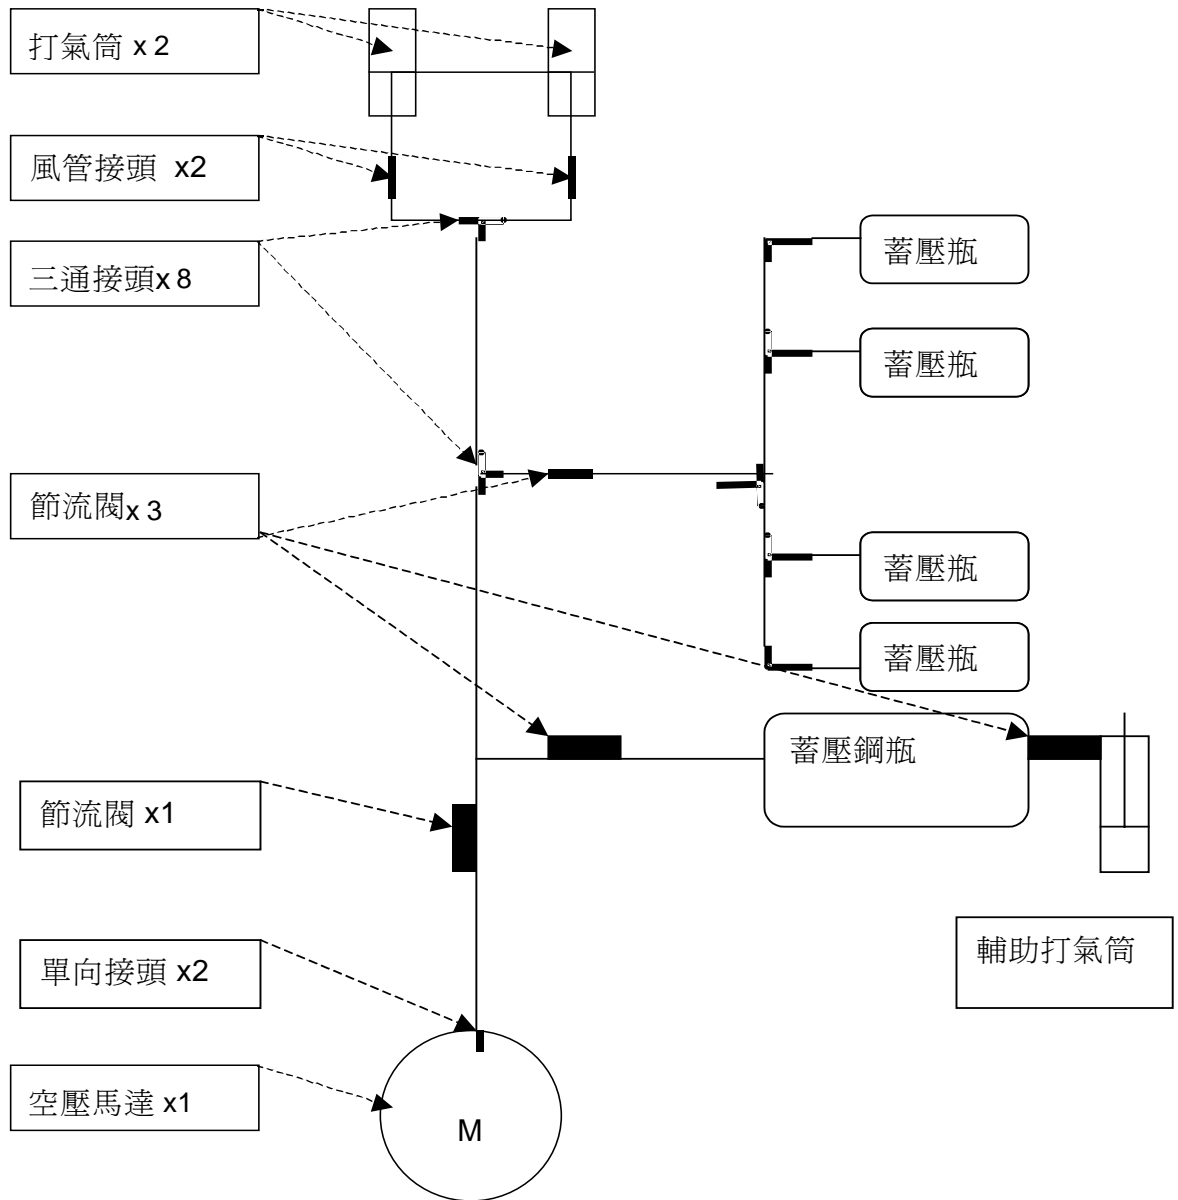 打氣筒 x 2
風管接頭 x2
三通接頭x 8
蓄壓瓶
蓄壓瓶
節流閥x 3
蓄壓瓶
蓄壓瓶
蓄壓鋼瓶
節流閥 x1
輔助打氣筒
單向接頭 x2
空壓馬達 x1
M